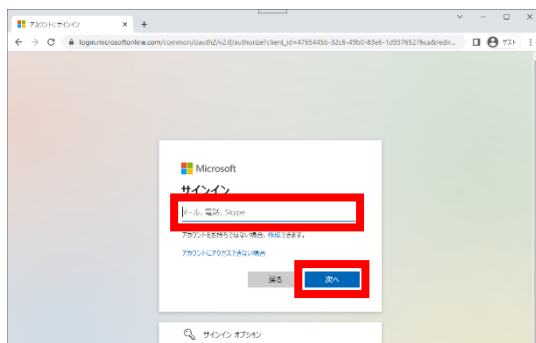 アカウントにサインイン
login.microsoftonline.com/common/oauth2/v2.0/authorize?client_id=4765445b-32c6-49b0-83e6-1d93765276ca&redir...
ゲスト
Microsoft
サインイン
メール、電話、Skype
アカウントをお持ちではない場合、作成できます。
アカウントにアクセスできない場合
戻る
次へ
サインイン オプション